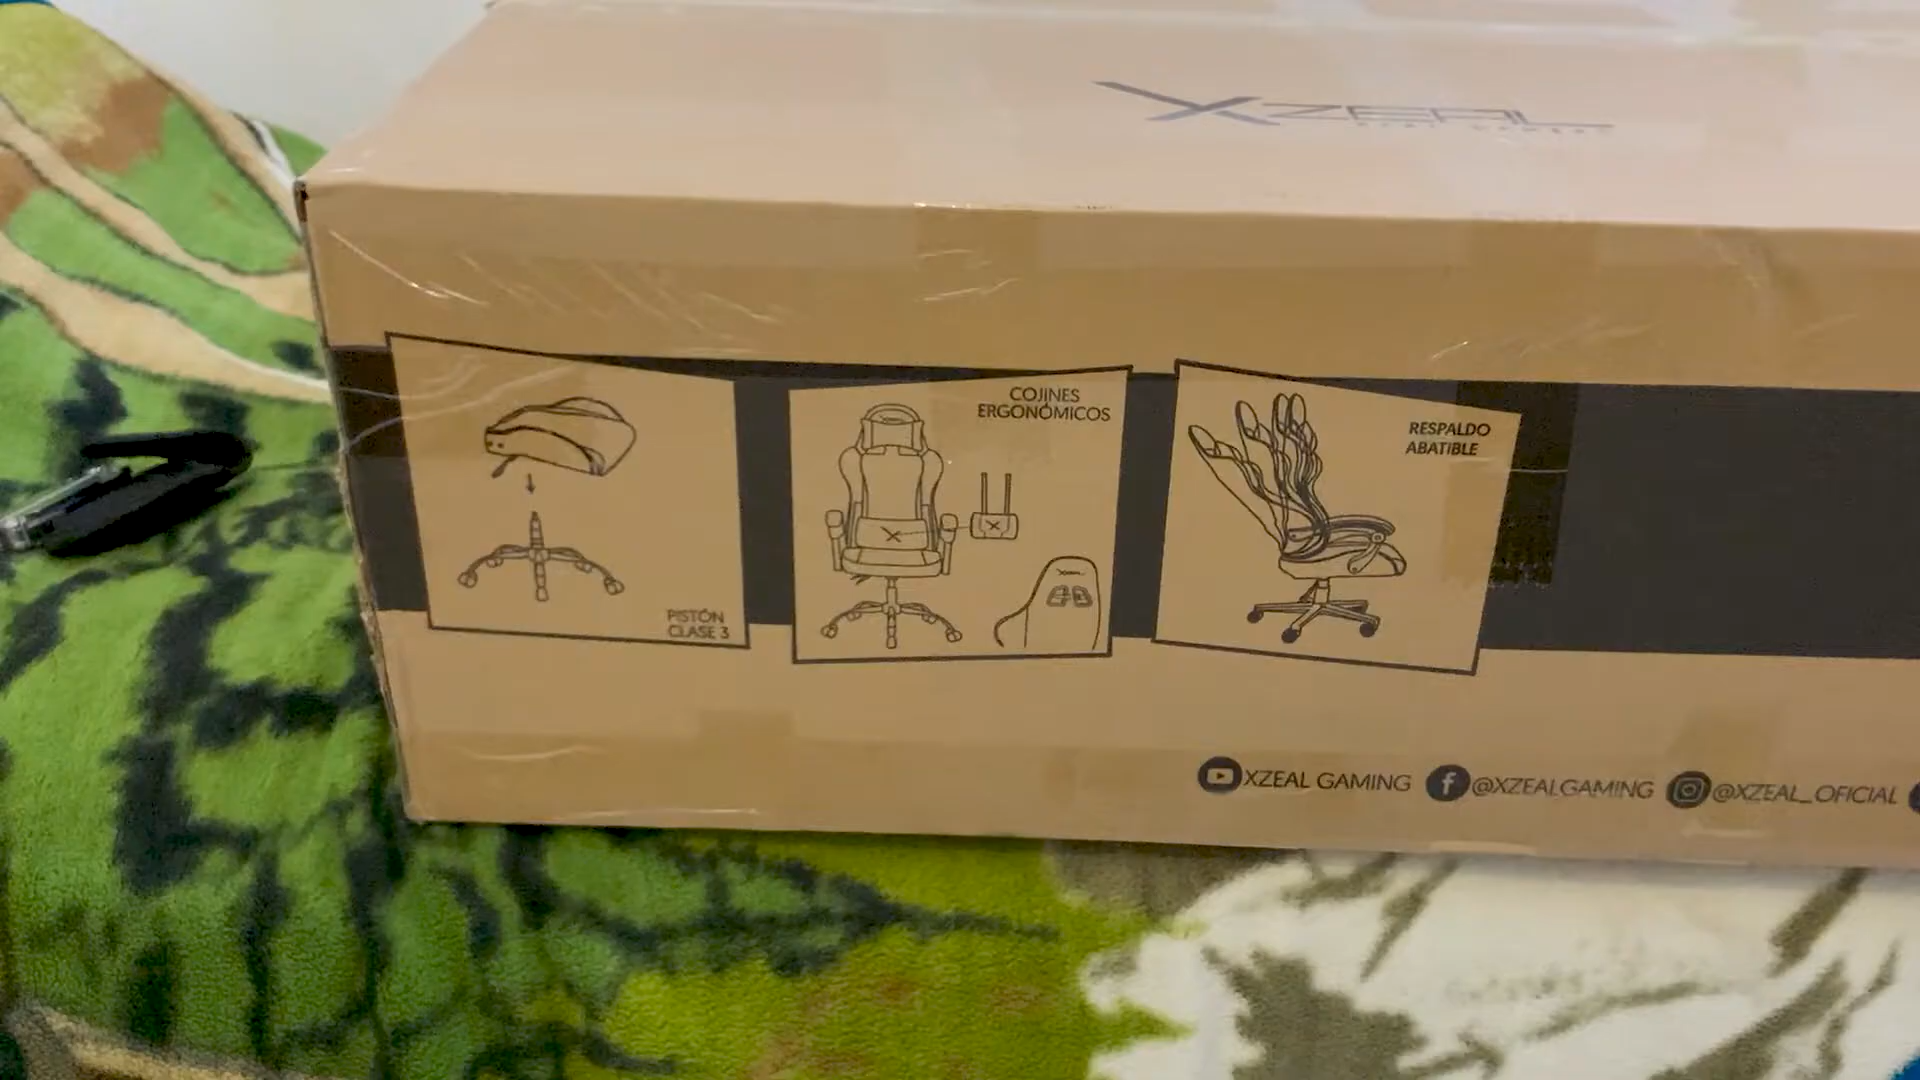 XZEAL
PISTÓN
CLASE 3
COJINES
ERGONÓMICOS
RESPALDO
ABATIBLE
XZEAL GAMING
@XZEALGAMING
@XZEAL_OFICIAL